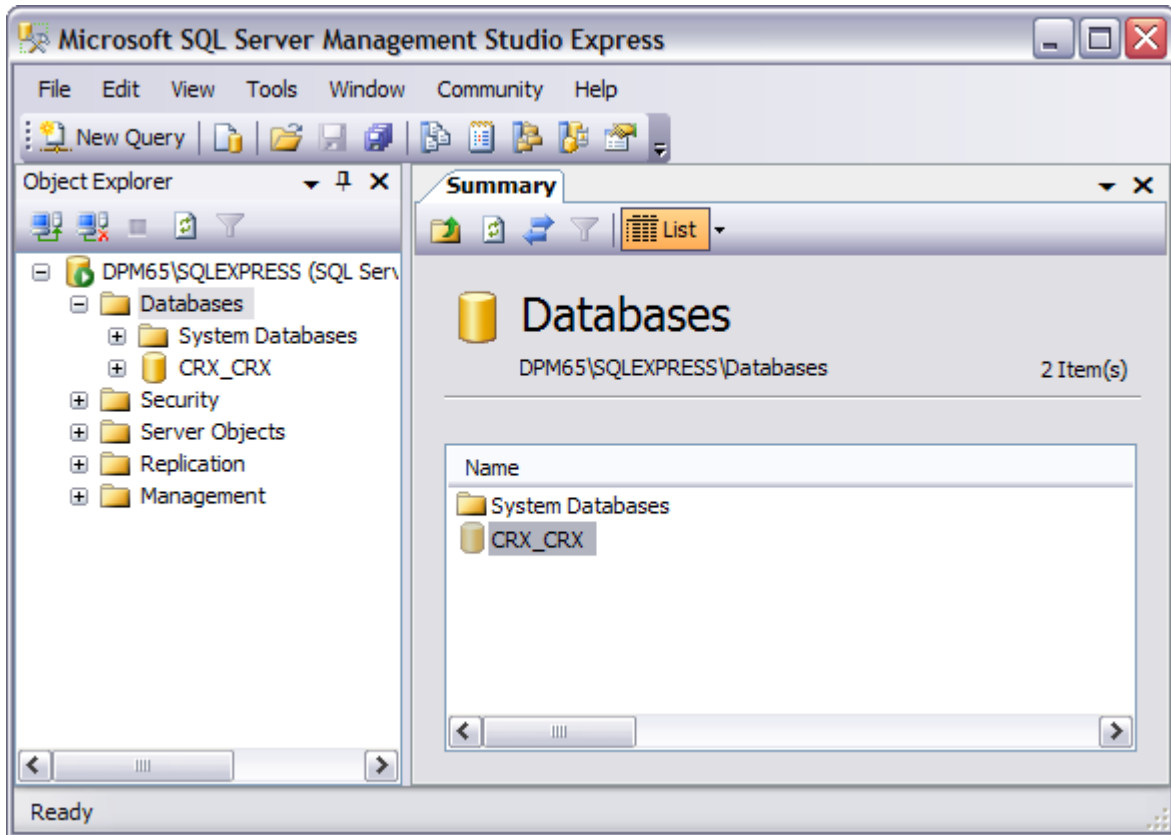 Microsoft SQL Server Management Studio Express
File Edit View Tools Window Community Help
New Query
Object Explorer
DPM65\SQLEXPRESS (SQL Serv
Databases
System Databases
CRX_CRX
Security
Server Objects
Replication
Management
Summary
List
Databases
DPM65\SQLEXPRESS\Databases 2 Item(s)
Name
System Databases
CRX_CRX
Ready